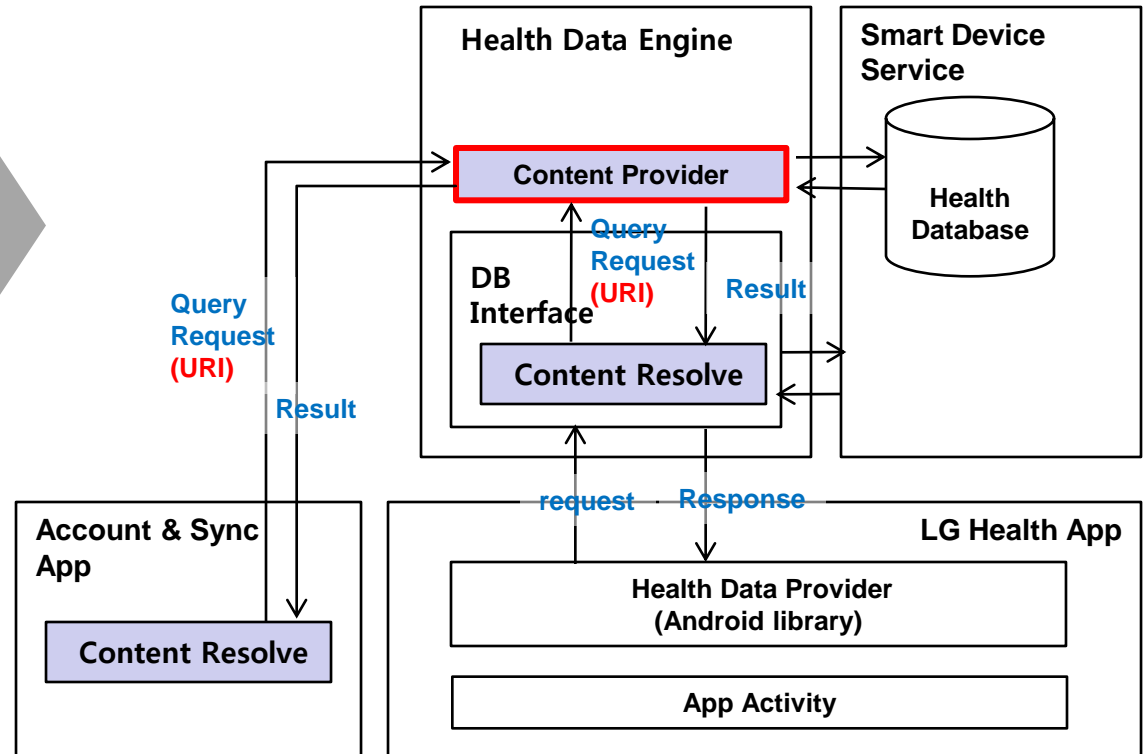 Health Data Engine
Smart Device
Service
Content Provider
Health
Database
Query
Request
(URI)
Result
DB
Interface
Content Resolve
Query
Request
(URI)
Result
request
Response
Account & Sync
App
Content Resolve
LG Health App
Health Data Provider
(Android library)
App Activity